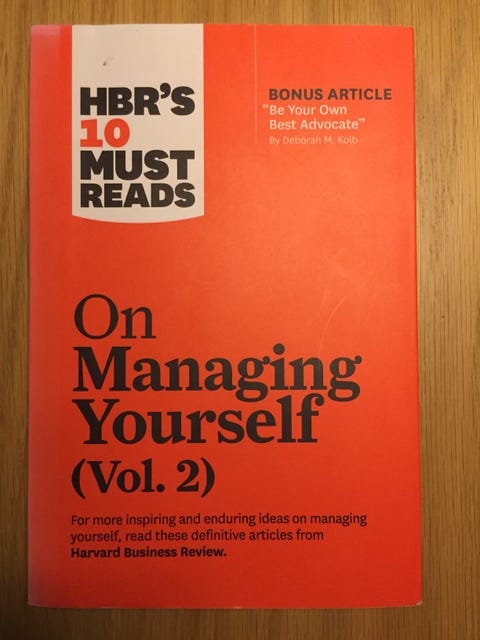 HBR'S
10
MUST
READS
BONUS ARTICLE
“Be Your Own
Best Advocate”
By Deborah M. Kolb
On
Managing
Yourself
(Vol. 2)
For more inspiring and enduring ideas on managing
yourself, read these definitive articles from
Harvard Business Review.